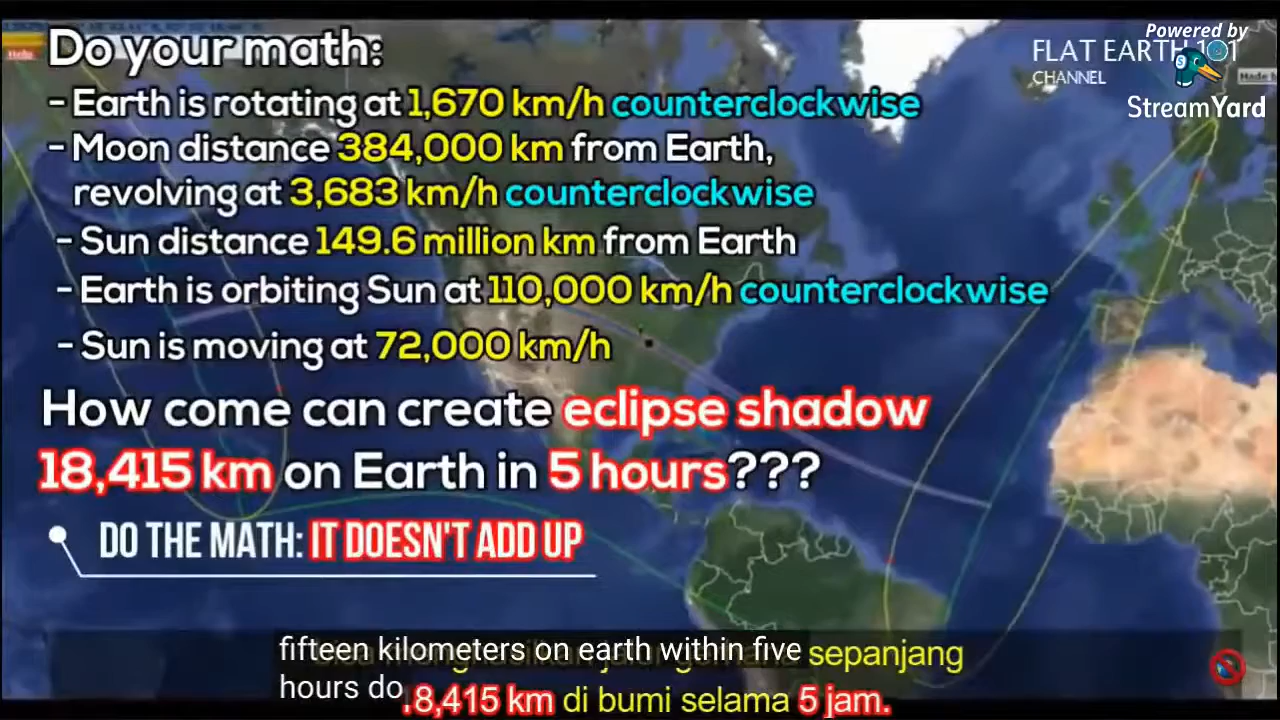 Do your math:
Powered by
FLAT EARTH 101
CHANNEL
StreamYard
- Earth is rotating at 1,670 km/h counterclockwise
- Moon distance 384,000 km from Earth,
revolving at 3,683 km/h counterclockwise
- Sun distance 149.6 million km from Earth
- Earth is orbiting Sun at 110,000 km/h counterclockwise
- Sun is moving at 72,000 km/h
How come can create eclipse shadow
18,415 km on Earth in 5 hours???
DO THE MATH: IT DOESN'T ADD UP
fifteen kilometers on earth within five sepanjang
hours do .8,415 km di bumi selama 5 jam.